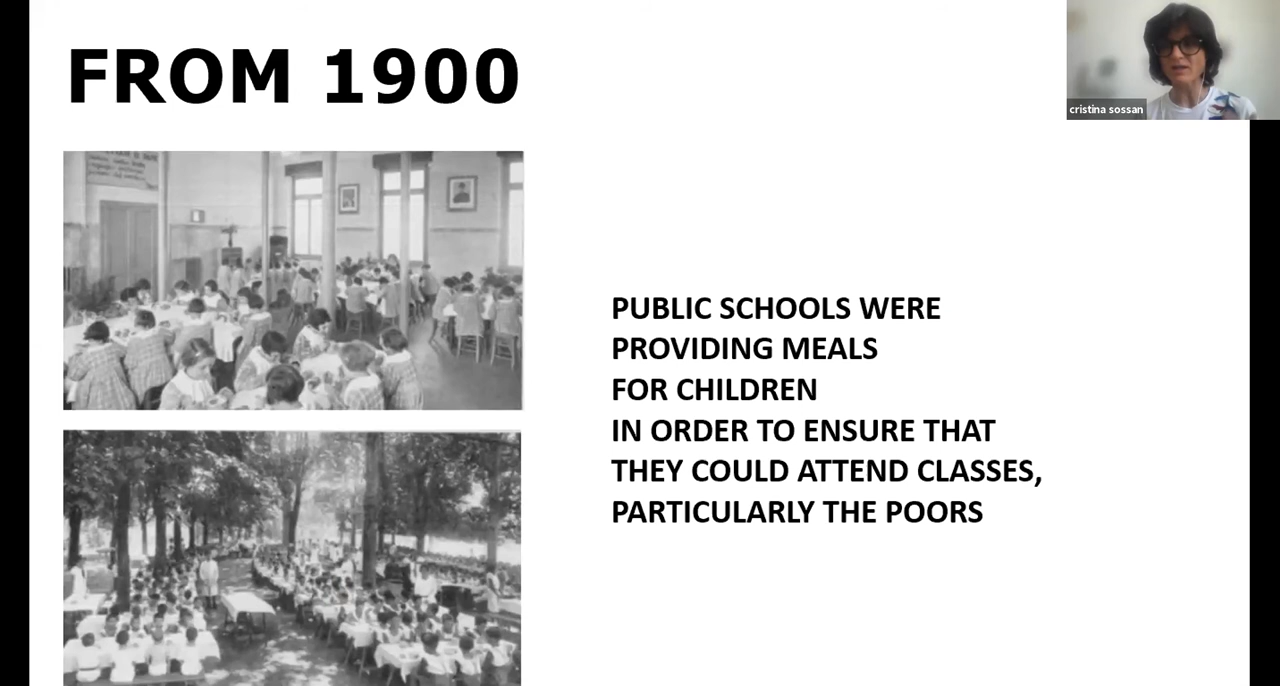 FROM 1900
cristina sossan
PUBLIC SCHOOLS WERE
PROVIDING MEALS
FOR CHILDREN
IN ORDER TO ENSURE THAT
THEY COULD ATTEND CLASSES,
PARTICULARLY THE POORS